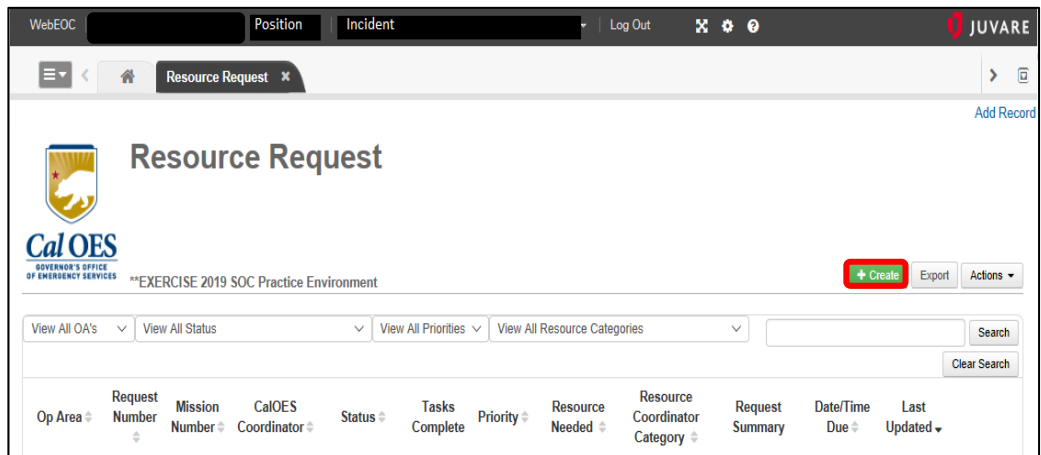 WebEOC Position Incident Log Out JUVARE
Resource Request
Add Record
Resource Request
Cal OES
GOVERNOR'S OFFICE
OF EMERGENCY SERVICES
**EXERCISE 2019 SOC Practice Environment
+ Create Export Actions
View All OA's View All Status View All Priorities View All Resource Categories Search
Clear Search
Op Area Request Number Mission Number CalOES Coordinator Status Tasks Complete Priority Resource Needed Resource Coordinator Category Request Summary Date/Time Due Last Updated